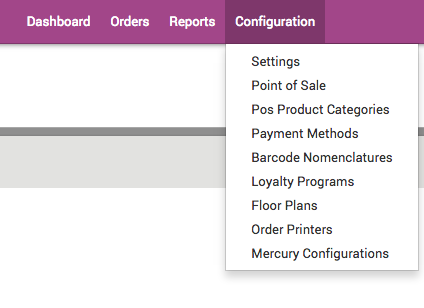 Dashboard Orders Reports Configuration
Settings
Point of Sale
Pos Product Categories
Payment Methods
Barcode Nomenclatures
Loyalty Programs
Floor Plans
Order Printers
Mercury Configurations